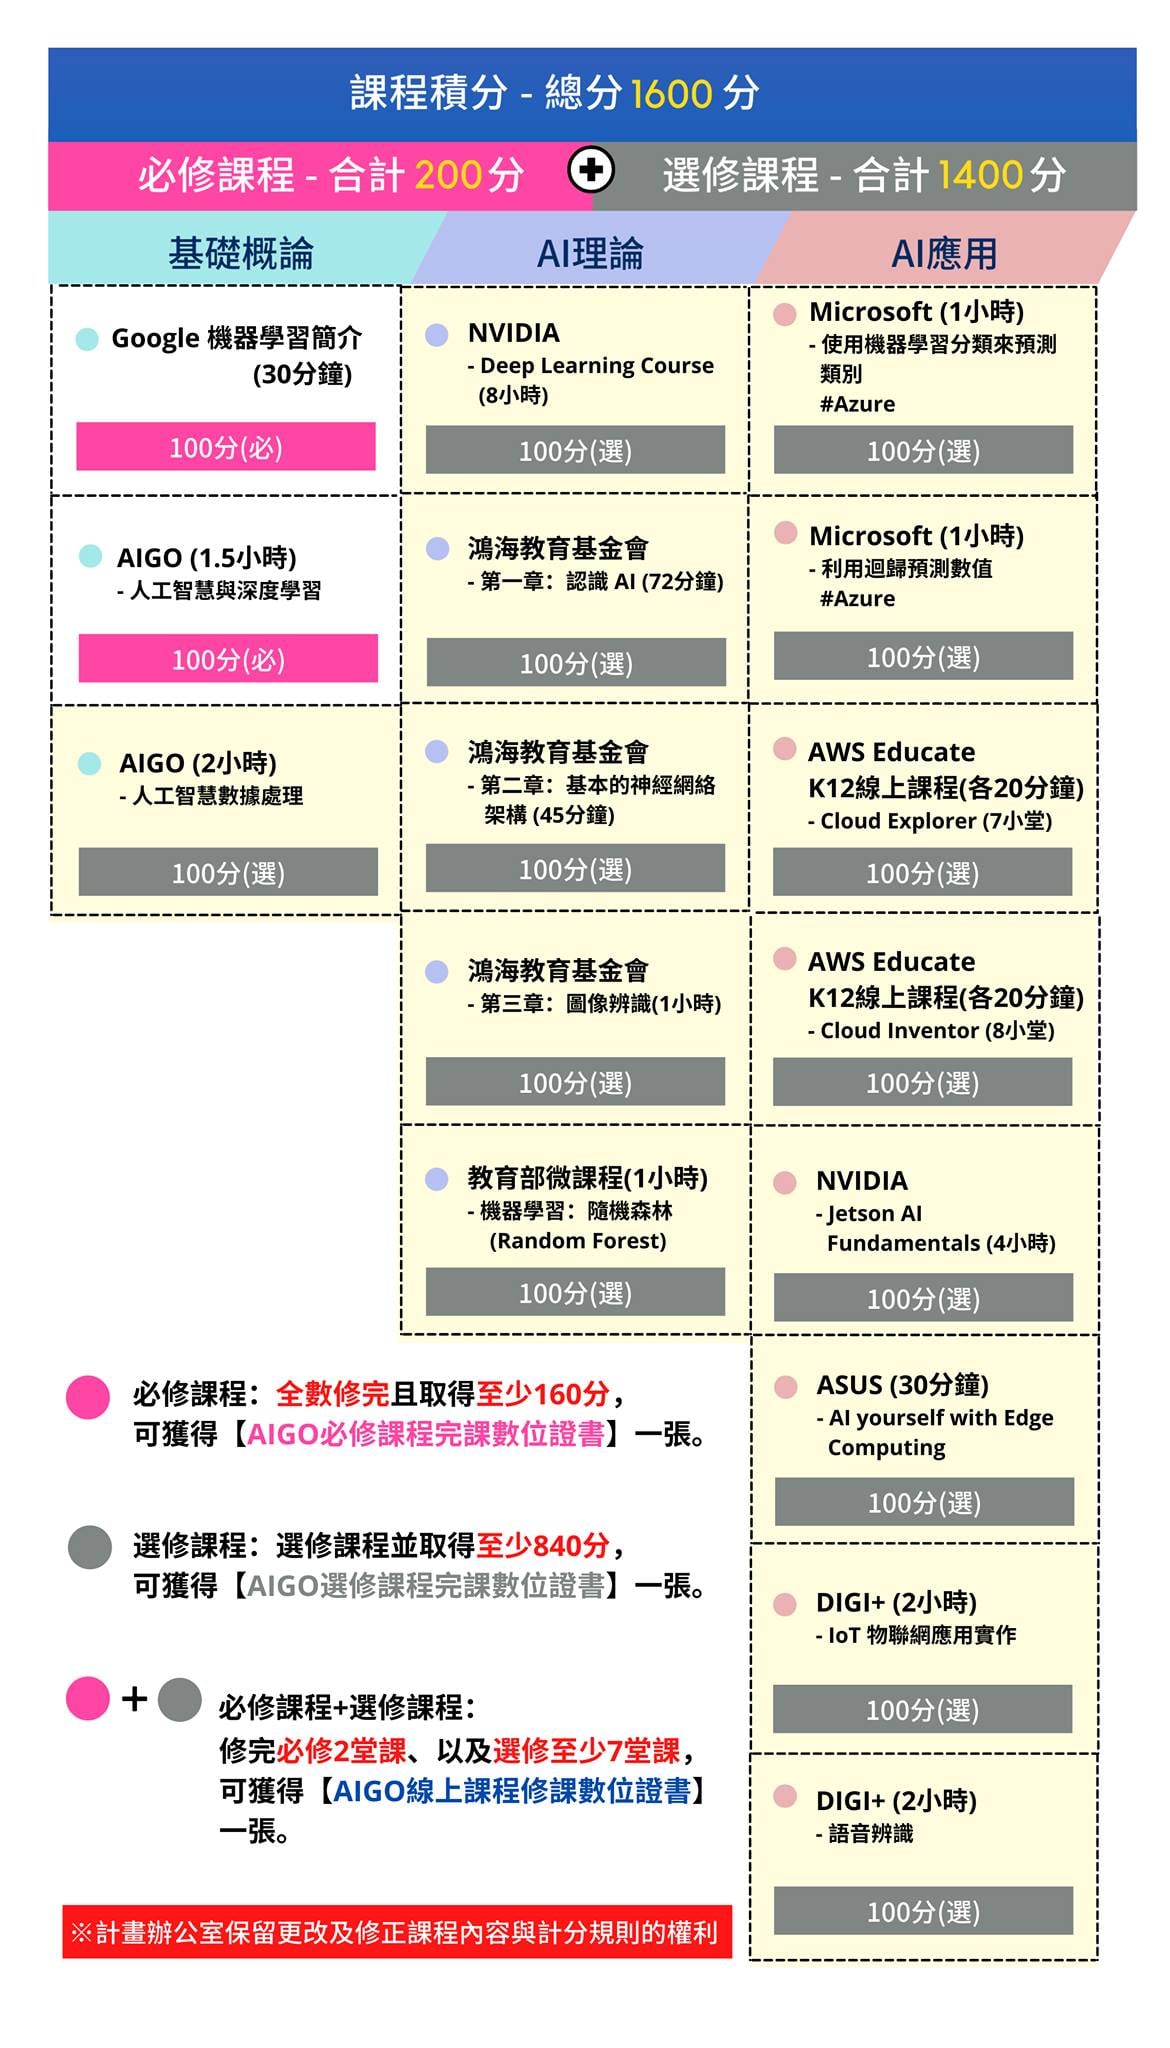 課程積分 - 總分1600 分
必修課程 - 合計 200分
選修課程 - 合計 1400 分
基礎概論
AI理論
AI應用
Google 機器學習簡介
(30分鐘)
100分(必)
AIGO (1.5小時)
- 人工智慧與深度學習
100分(必)
AIGO (2小時)
- 人工智慧數據處理
100分(選)
NVIDIA
- Deep Learning Course
(8小時)
100分(選)
鴻海教育基金會
- 第一章：認識 AI (72分鐘)
100分(選)
鴻海教育基金會
- 第二章：基本的神經網絡
架構 (45分鐘)
100分(選)
鴻海教育基金會
- 第三章：圖像辨識(1小時)
100分(選)
教育部微課程(1小時)
- 機器學習：隨機森林
(Random Forest)
100分(選)
Microsoft (1小時)
- 使用機器學習分類來預測
類別
#Azure
100分(選)
Microsoft (1小時)
- 利用迴歸預測數值
#Azure
100分(選)
AWS Educate
K12線上課程(各20分鐘)
- Cloud Explorer (7小堂)
100分(選)
AWS Educate
K12線上課程(各20分鐘)
- Cloud Inventor (8小堂)
100分(選)
NVIDIA
- Jetson AI
Fundamentals (4小時)
100分(選)
ASUS (30分鐘)
- AI yourself with Edge
Computing
100分(選)
DIGI+ (2小時)
- IoT 物聯網應用實作
100分(選)
DIGI+ (2小時)
- 語音辨識
100分(選)
必修課程：全數修完且取得至少160分，
可獲得【AIGO必修課程完課數位證書】一張。
選修課程：選修課程並取得至少840分，
可獲得【AIGO選修課程完課數位證書】一張。
+
必修課程+選修課程：
修完必修2堂課、以及選修至少7堂課，
可獲得【AIGO線上課程修課數位證書】
一張。
※計畫辦公室保留更改及修正課程內容與計分規則的權利